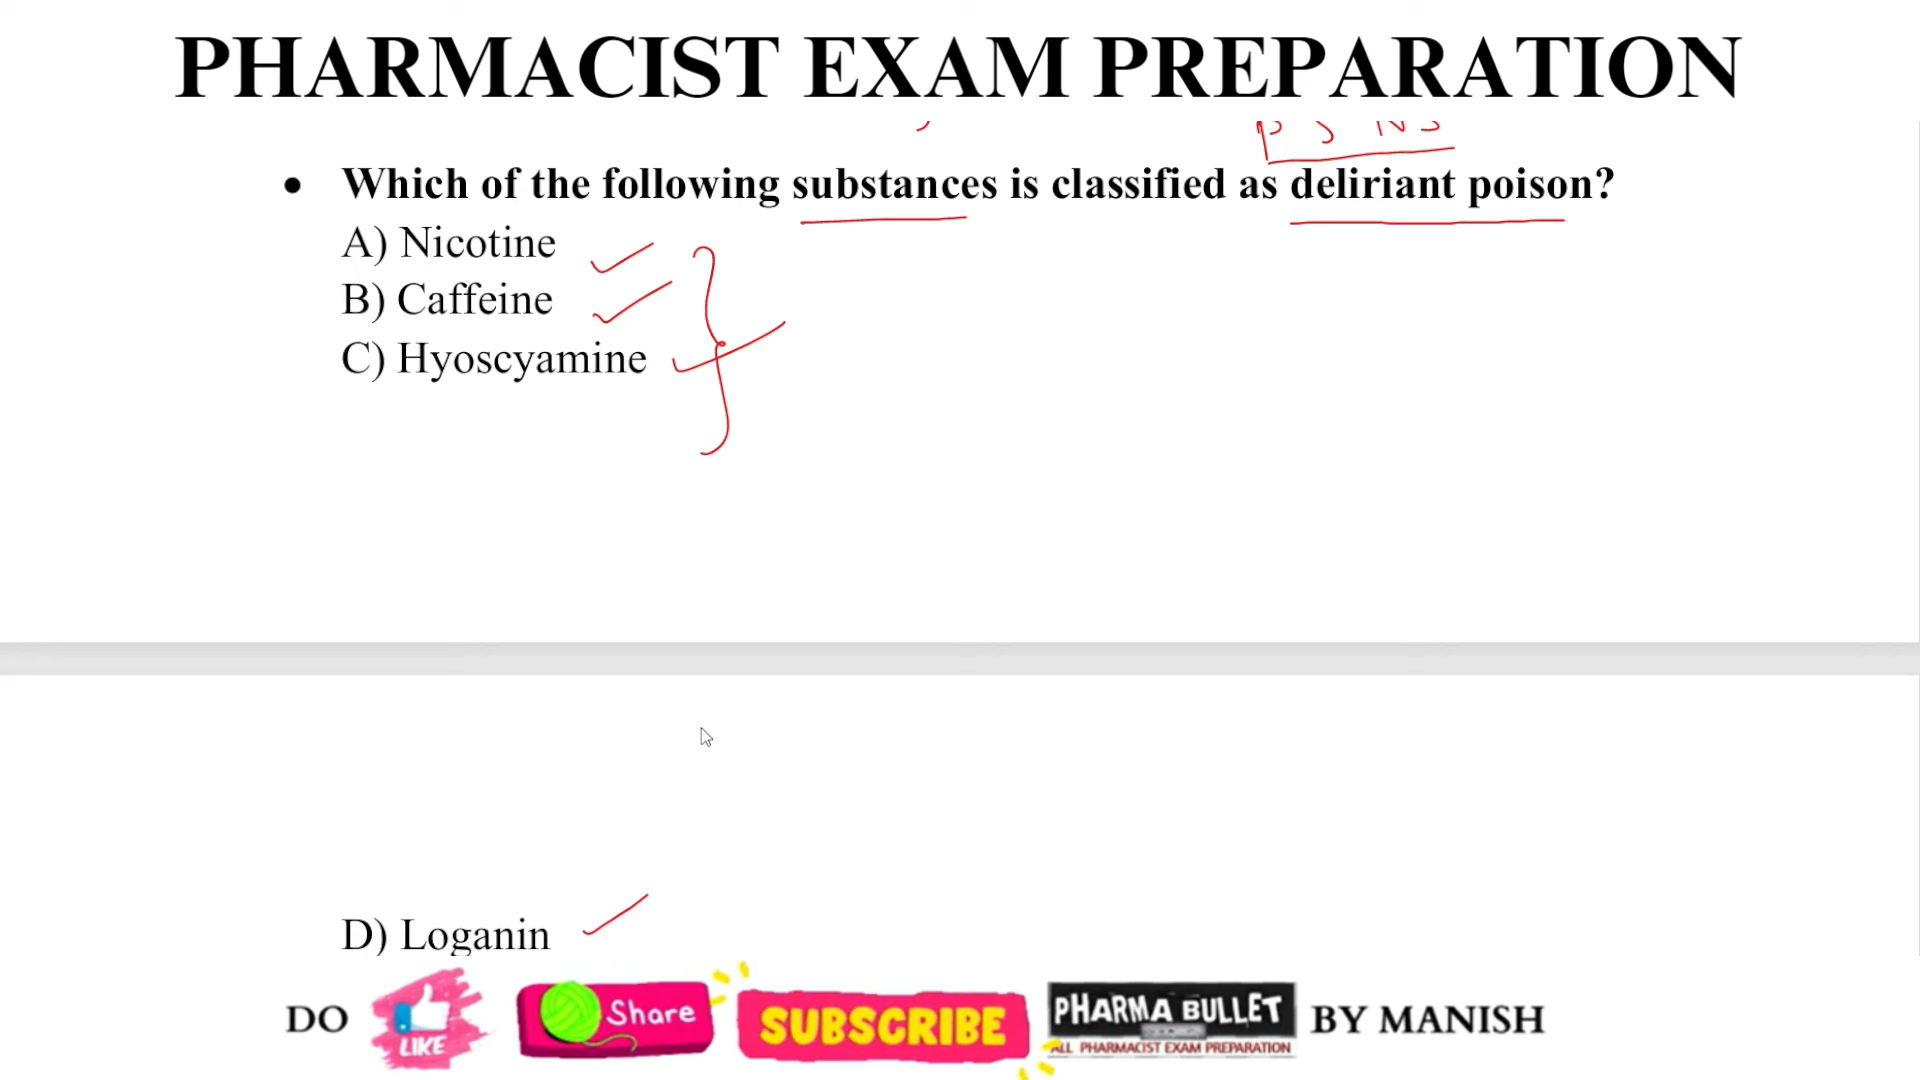 PHARMACIST EXAM PREPARATION
• Which of the following substances is classified as deliriant poison?
A) Nicotine
B) Caffeine
C) Hyoscyamine
D) Loganin
DO LIKE Share SUBSCRIBE PHARMA BULLET BY MANISH
ALL PHARMACIST EXAM PREPARATION